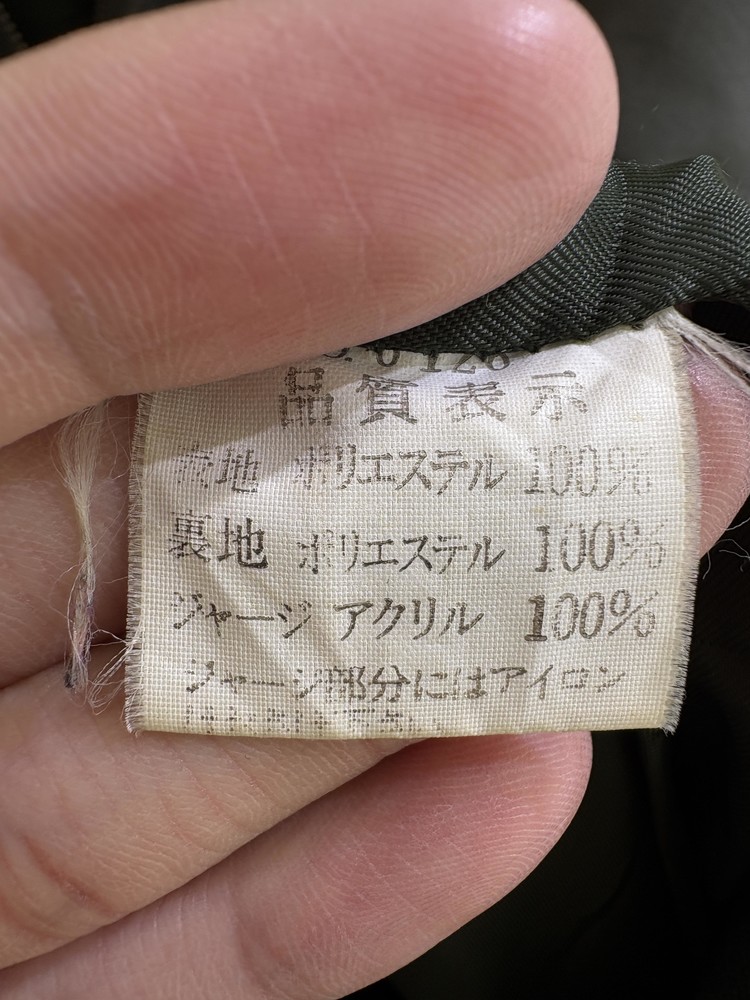 品質表示
表地 ポリエステル 100%
裏地 ポリエステル 100%
ジャージ アクリル 100%
ジャージ部分にはアイロン